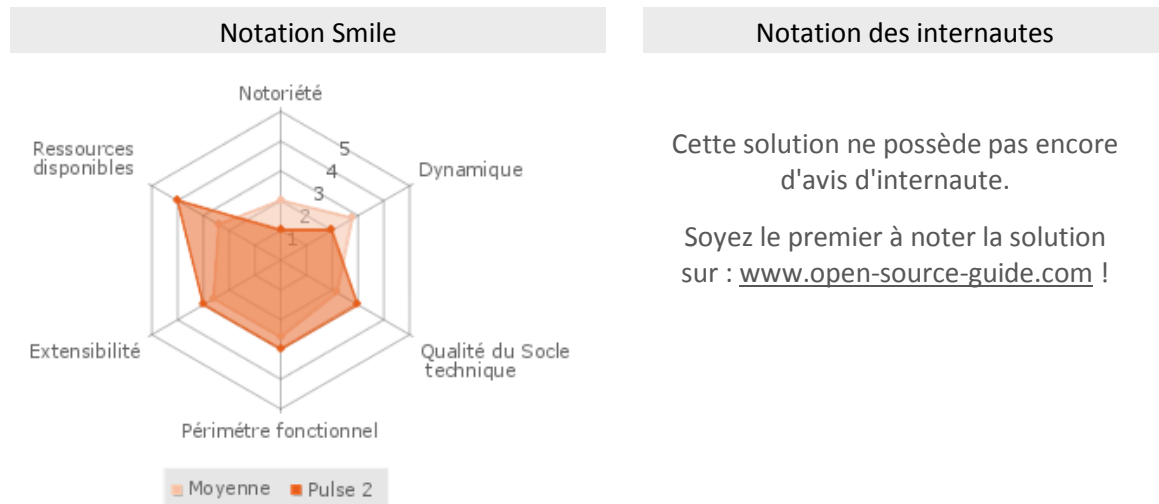 Notation Smile
Notation des internautes
Notoriété
Ressources
disponibles
5
4
3
2
1
Dynamique
Extensibilité
Qualité du Socle
technique
Périmétre fonctionnel
Moyenne
Pulse 2
Cette solution ne possède pas encore
d'avis d'internaute.
Soyez le premier à noter la solution
sur : www.open-source-guide.com !